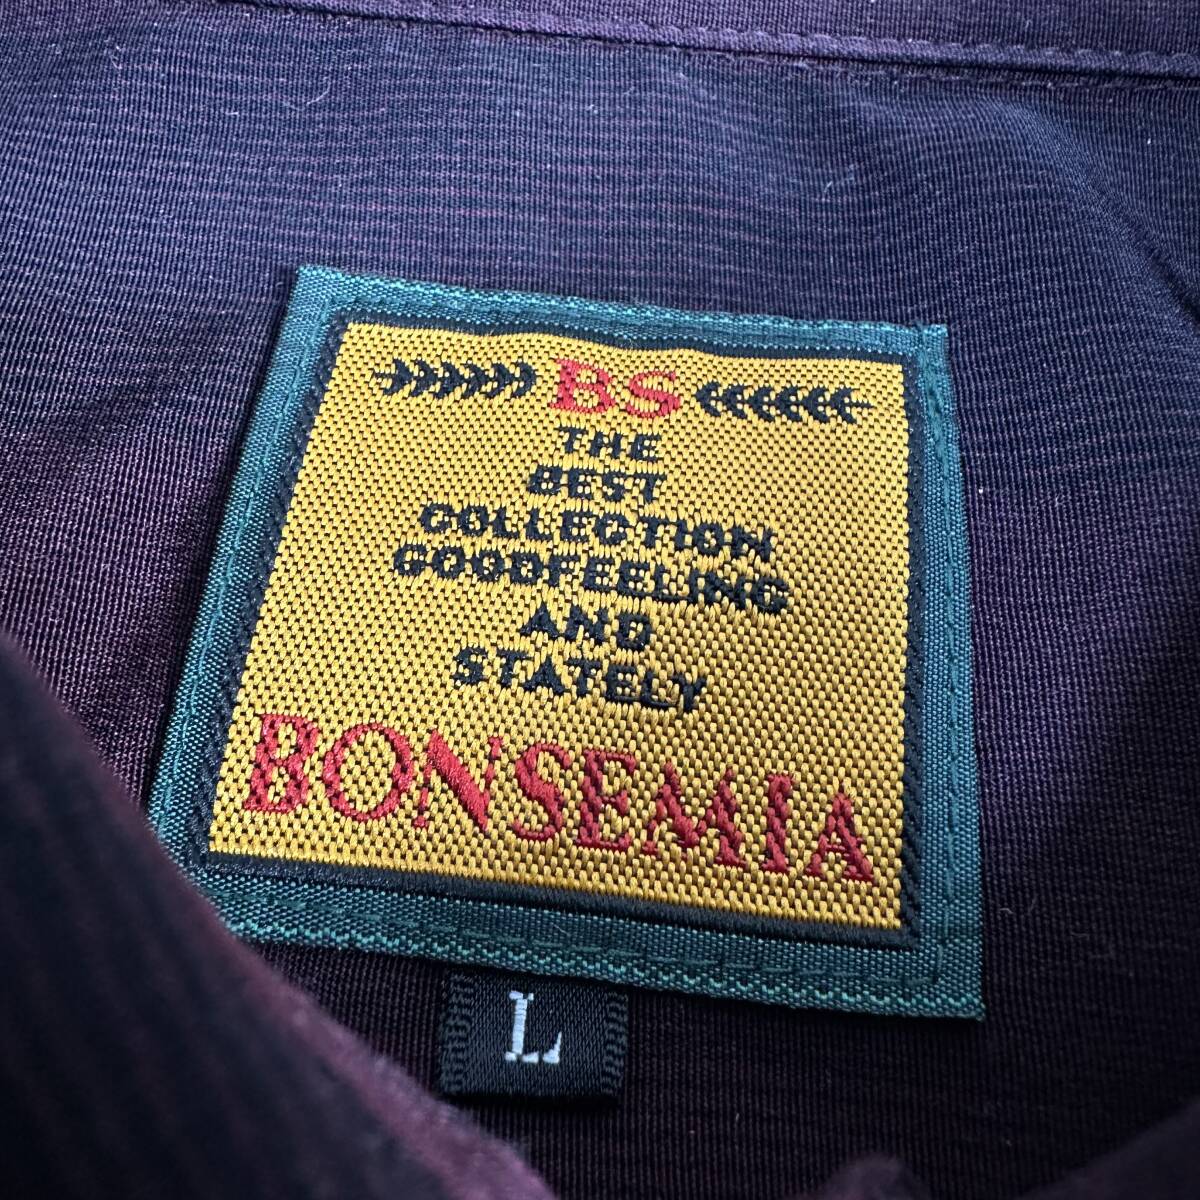 BS
THE
BEST
COLLECTION
GOODFEELING
AND
STATELY
BONSEMIA
L